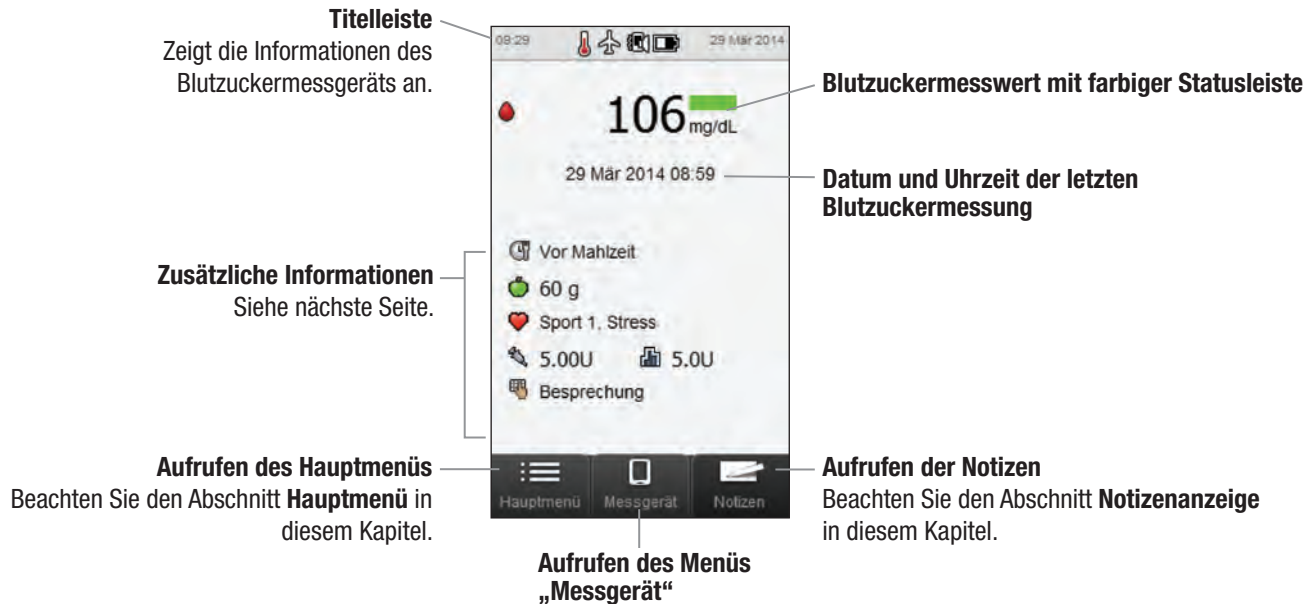 Titelleiste
Zeigt die Informationen des
Blutzuckermessgeräts an.
09:29
29 Mär 2014
106 mg/dL
Blutzuckermesswert mit farbiger Statusleiste
29 Mär 2014 08:59
Datum und Uhrzeit der letzten
Blutzuckermessung
Zusätzliche Informationen
Siehe nächste Seite.
Vor Mahlzeit
60 g
Sport 1, Stress
5.00U 5.0U
Besprechung
Aufrufen des Hauptmenüs
Beachten Sie den Abschnitt Hauptmenü in
diesem Kapitel.
Hauptmenü Messgerät Notizen
Aufrufen der Notizen
Beachten Sie den Abschnitt Notizenanzeige
in diesem Kapitel.
Aufrufen des Menüs
„Messgerät“